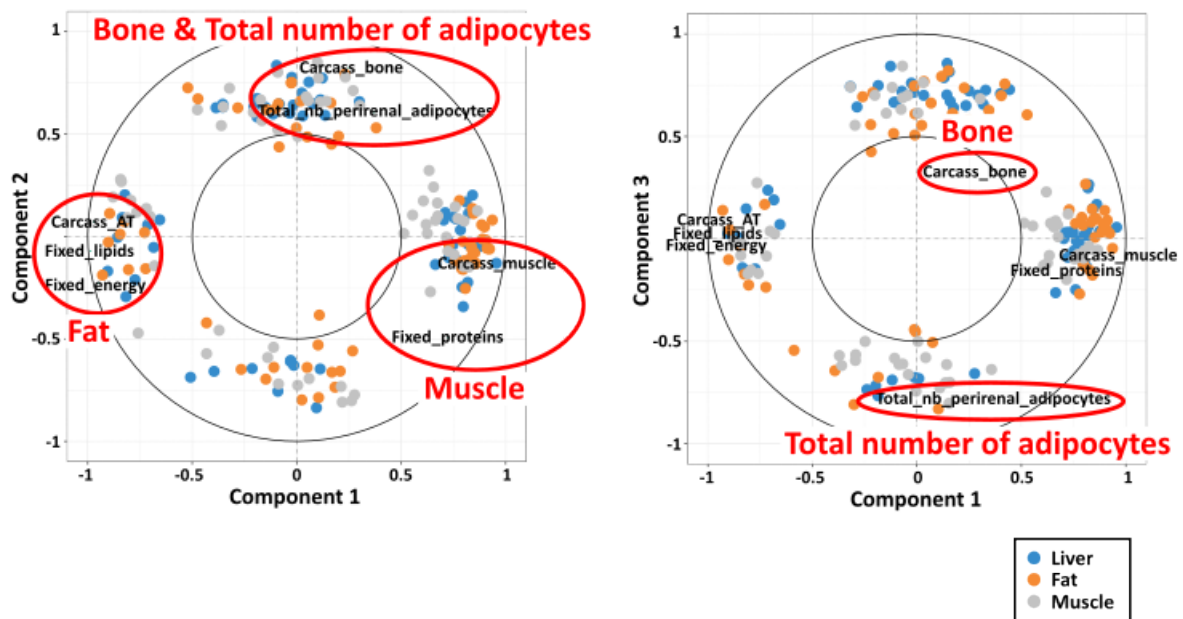 Bone & Total number of adipocytes
1
Carcass_bone
Total_nb_perirenal_adipocytes
0.5
Component 2
0
Carcass_AT
Fixed_lipids
Fixed_energy
Fat
Carcass_muscle
Fixed_proteins
Muscle
-0.5
-1
-1 -0.5 0 0.5 1
Component 1
1
0.5
Bone
Carcass_bone
Component 3
0
Carcass_AT
Fixed_lipids
Fixed_energy
Carcass_muscle
Fixed_proteins
-0.5
Total_nb_perirenal_adipocytes
Total number of adipocytes
-1
-1 -0.5 0 0.5 1
Component 1
Liver
Fat
Muscle